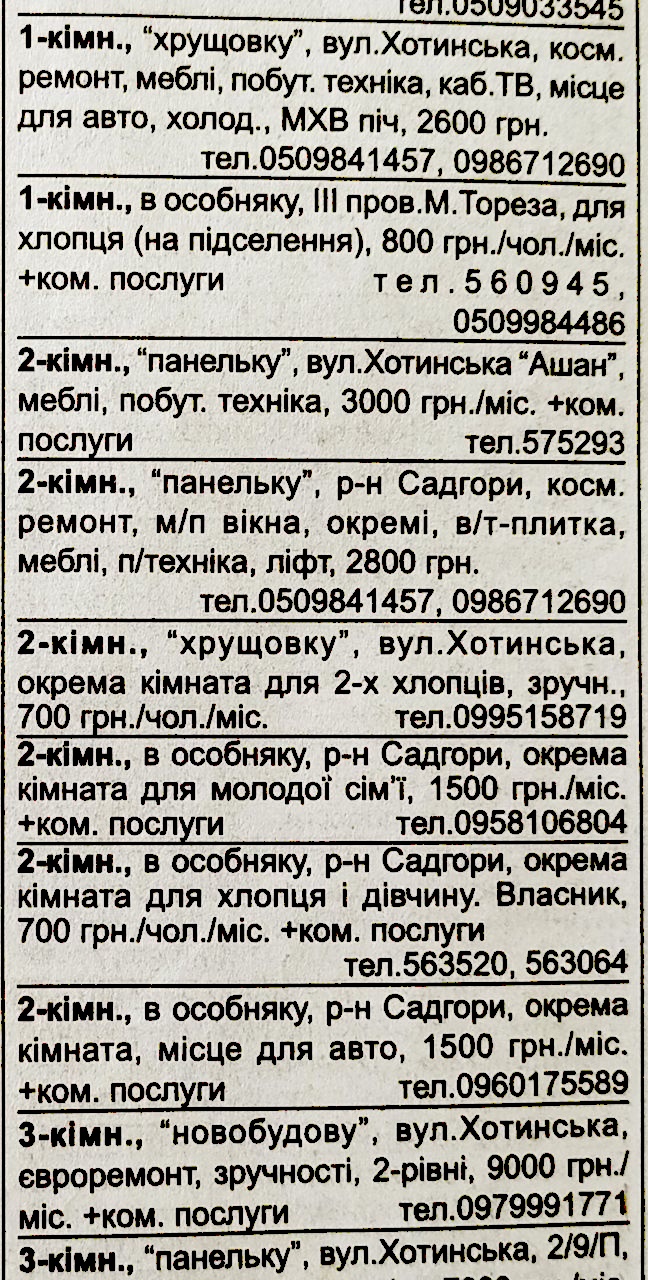 тел.0509033545
1-кімн., “хрущовку”, вул.Хотинська, косм.
ремонт, меблі, побут. техніка, каб.ТВ, місце
для авто, холод., МХВ піч, 2600 грн.
тел.0509841457, 0986712690
1-кімн., в особняку, III пров.М.Тореза, для
хлопця (на підселення), 800 грн./чол./міс.
+ком. послуги тел.560945,
0509984486
2-кімн., “панельку”, вул.Хотинська “Ашан”,
меблі, побут. техніка, 3000 грн./міс. +ком.
послуги тел.575293
2-кімн., “панельку”, р-н Садгори, косм.
ремонт, м/п вікна, окремі, в/т-плитка,
меблі, п/техніка, ліфт, 2800 грн.
тел.0509841457, 0986712690
2-кімн., “хрущовку”, вул.Хотинська,
окрема кімната для 2-х хлопців, зручн.,
700 грн./чол./міс. тел.0995158719
2-кімн., в особняку, р-н Садгори, окрема
кімната для молодої сім'ї, 1500 грн./міс.
+ком. послуги тел.0958106804
2-кімн., в особняку, р-н Садгори, окрема
кімната для хлопця і дівчину. Власник,
700 грн./чол./міс. +ком. послуги
тел.563520, 563064
2-кімн., в особняку, р-н Садгори, окрема
кімната, місце для авто, 1500 грн./міс.
+ком. послуги тел.0960175589
3-кімн., “новобудову”, вул.Хотинська,
євроремонт, зручності, 2-рівні, 9000 грн./
міс. +ком. послуги тел.0979991771
3-кімн., “панельку”, вул.Хотинська, 2/9/П,